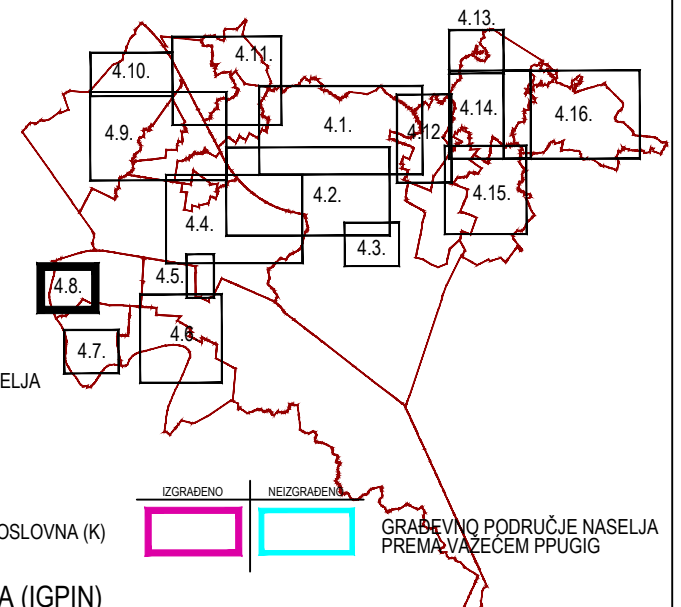 4.13.
4.10.
4.11.
4.9.
4.1.
4.12.
4.14.
4.16.
4.4.
4.2.
4.15.
4.3.
4.5.
4.8.
4.6.
4.7.
ELJA
IZGRAĐENO
NEIZGRAĐENO
OSLOVNA (K)
GRAĐEVNO PODRUČJE NASELJA
PREMA VAŽEĆEM PPUGIG
A (IGPIN)